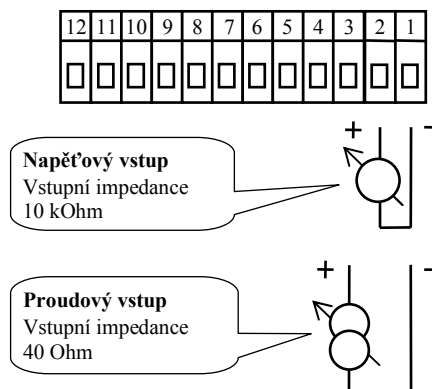 12 11 10 9 8 7 6 5 4 3 2 1
+ -
Napěťový vstup
Vstupní impedance
10 kOhm
+ -
Proudový vstup
Vstupní impedance
40 Ohm